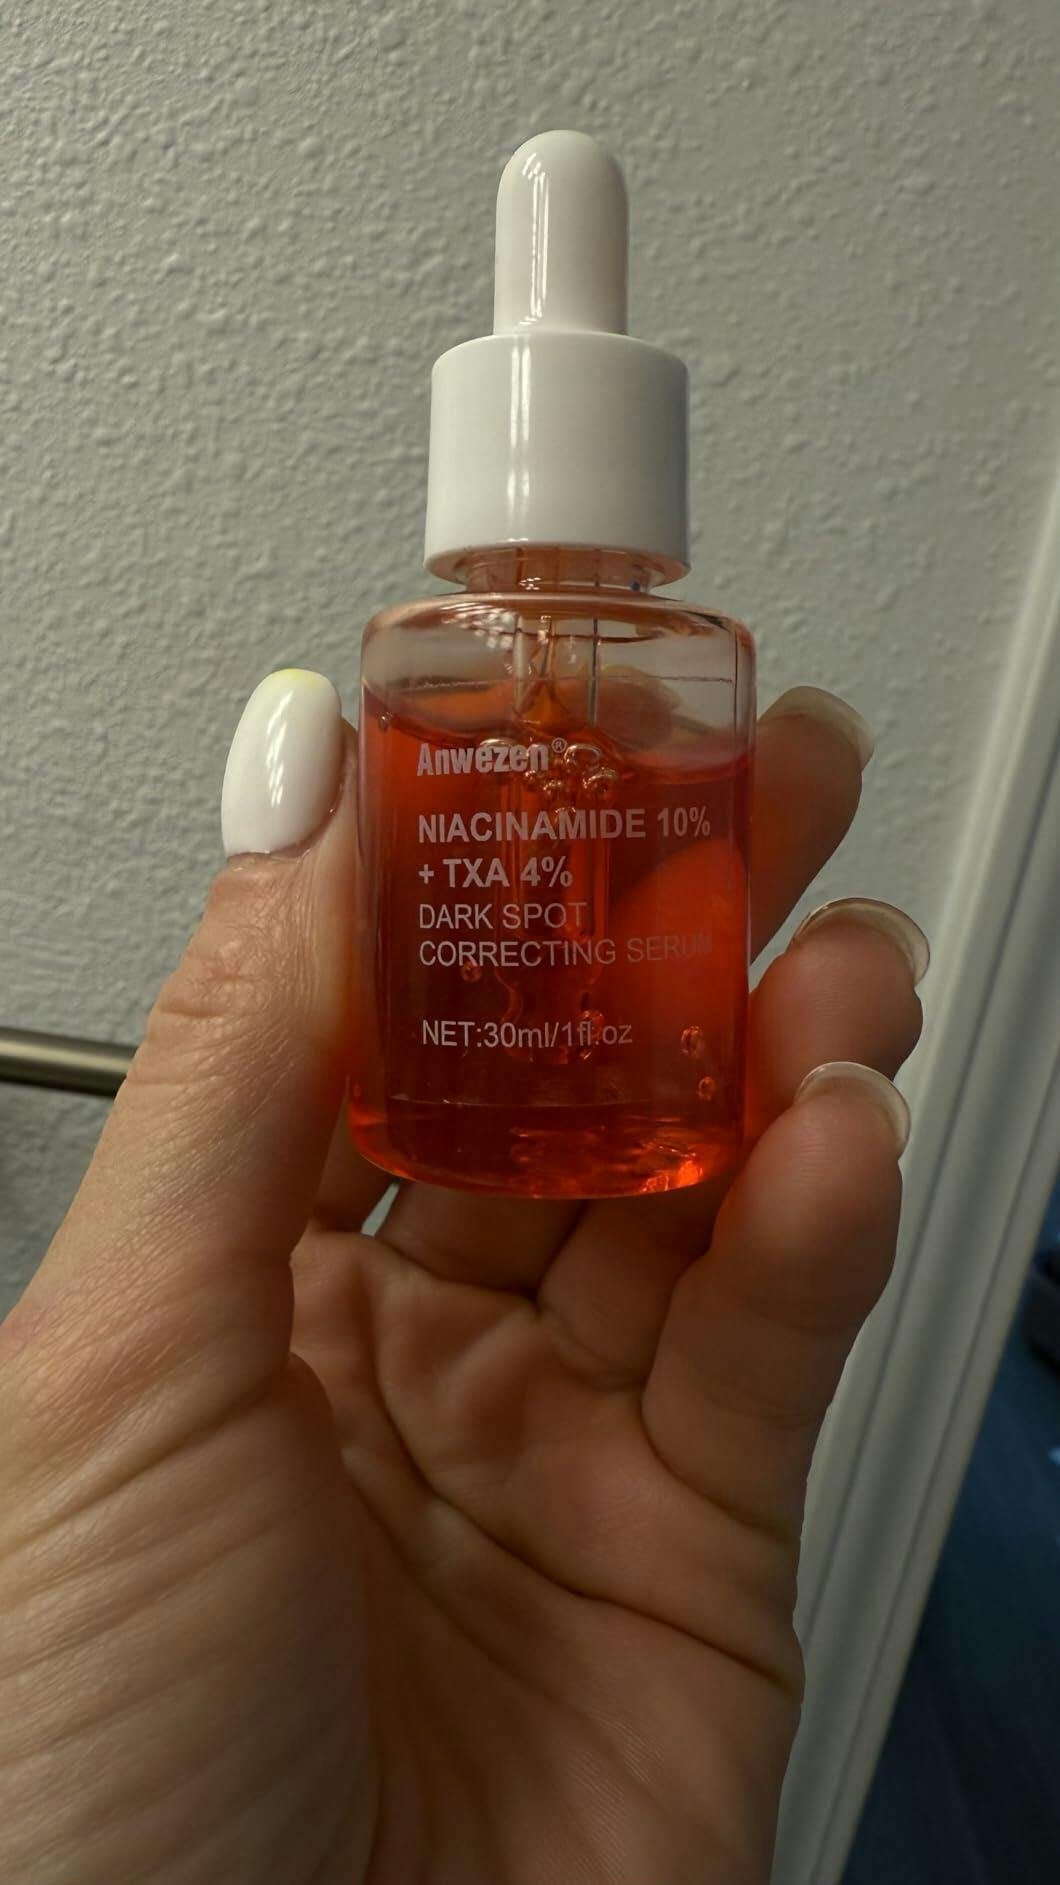 Anwezen®
NIACINAMIDE 10%
+ TXA 4%
DARK SPOT
CORRECTING SERUM
NET:30ml/1fl.oz